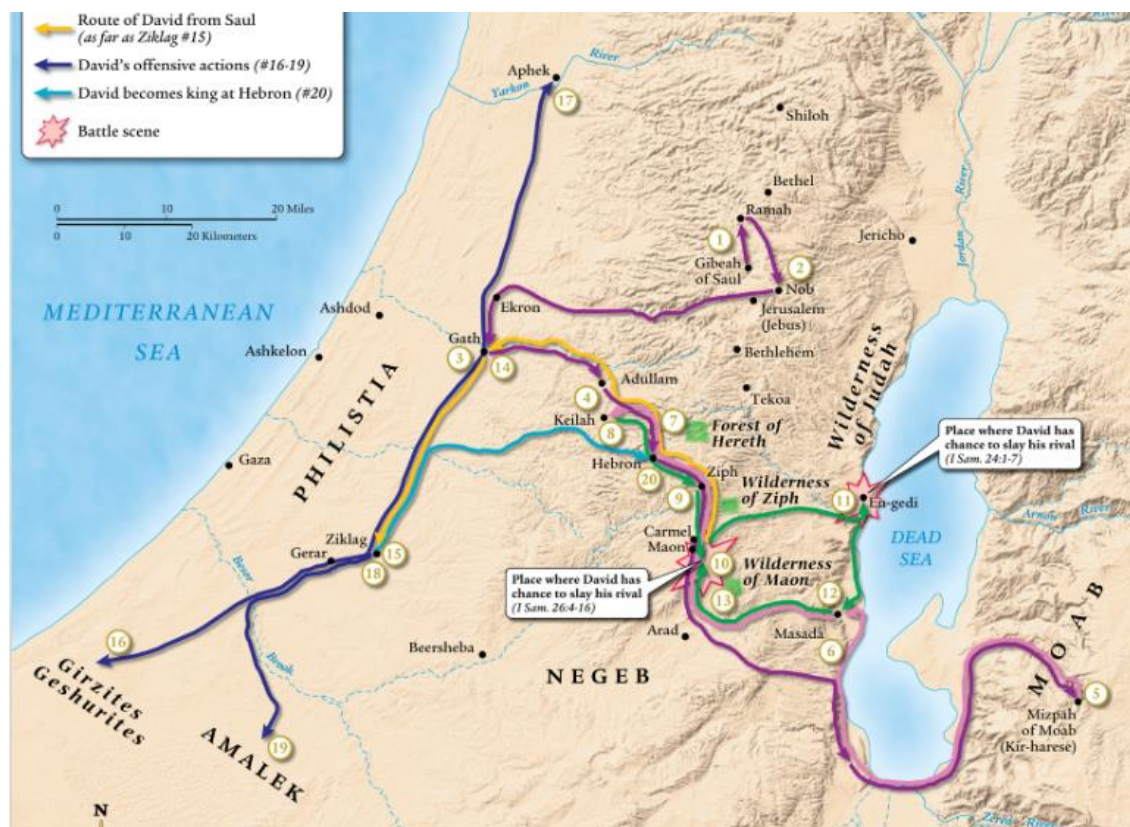 Route of David from Saul
(as far as Ziklag #15)
David's offensive actions (#16-19)
David becomes king at Hebron (#20)
Battle scene
0 10 20 Miles
0 10 20 Kilometers
MEDITERRANEAN
SEA
Aphek
Yarkon
River
17
Shiloh
Bethel
Ramah
1
Gibeah
of Saul
2
Nob
Jerusalem
(Jebus)
Jericho
Jordan
River
Ekron
Ashdod
Ashkelon
Gath
3
14
Bethlehem
Tekoa
Adullam
4
Keilah
8
7
Forest of
Hereth
Wilderness
of Judah
Place where David has
chance to slay his rival
(I Sam. 24:1-7)
PHILISTIA
Gaza
Hebron
20
Ziph
9
Wilderness
of Ziph
11
En-gedi
Arnon
River
DEAD
SEA
Carmel
Maon
10
Wilderness
of Maon
13
12
Masada
6
Place where David has
chance to slay his rival
(I Sam. 26:4-16)
Ziklag
15
18
Gerar
Besor
Brook
Beersheba
Arad
NEGEB
MOAB
5
Mizpah
of Moab
(Kir-harese)
16
Girzites
Geshurites
AMALEK
19
N
Zered
River